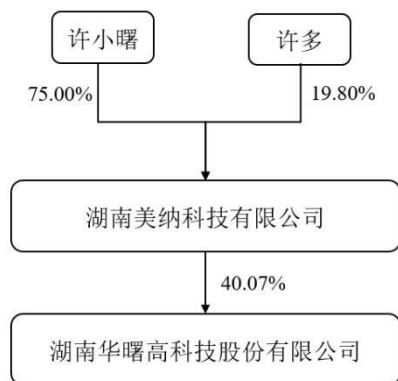 许小曙
许多
75.00%
19.80%
湖南美纳科技有限公司
40.07%
湖南华曙高科技股份有限公司